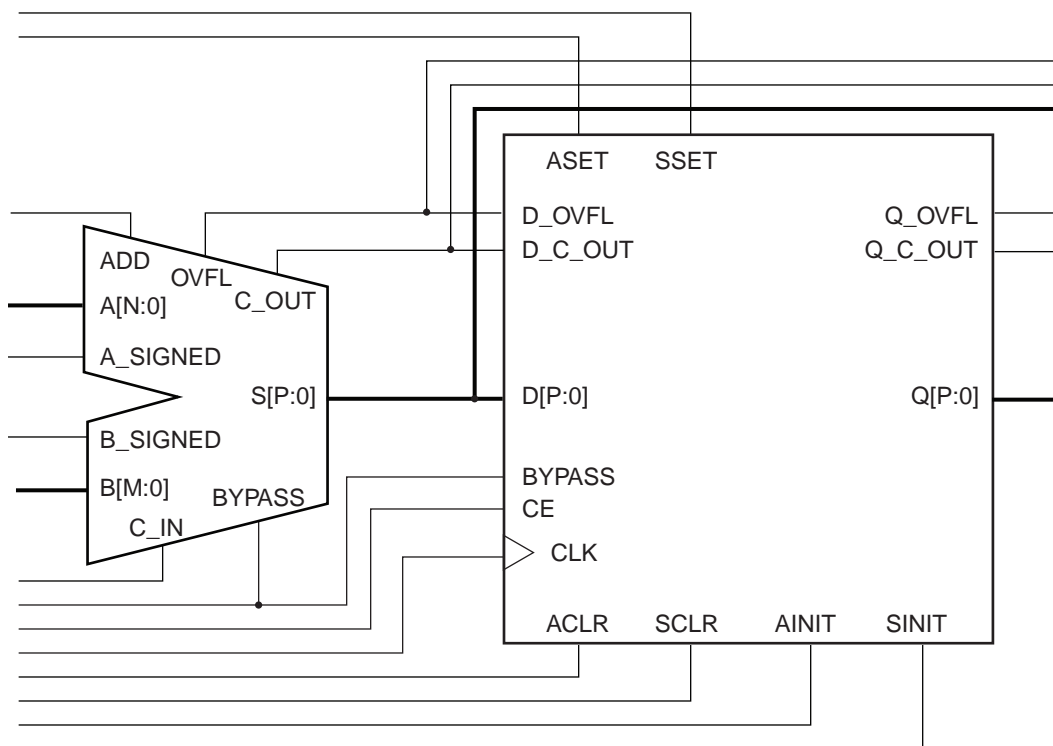 ASET SSET
D_OVFL Q_OVFL
D_C_OUT Q_C_OUT
ADD
OVFL
C_OUT
A[N:0]
A_SIGNED
S[P:0]
D[P:0] Q[P:0]
B_SIGNED
B[M:0]
BYPASS
C_IN
BYPASS
CE
CLK
ACLR SCLR AINIT SINIT